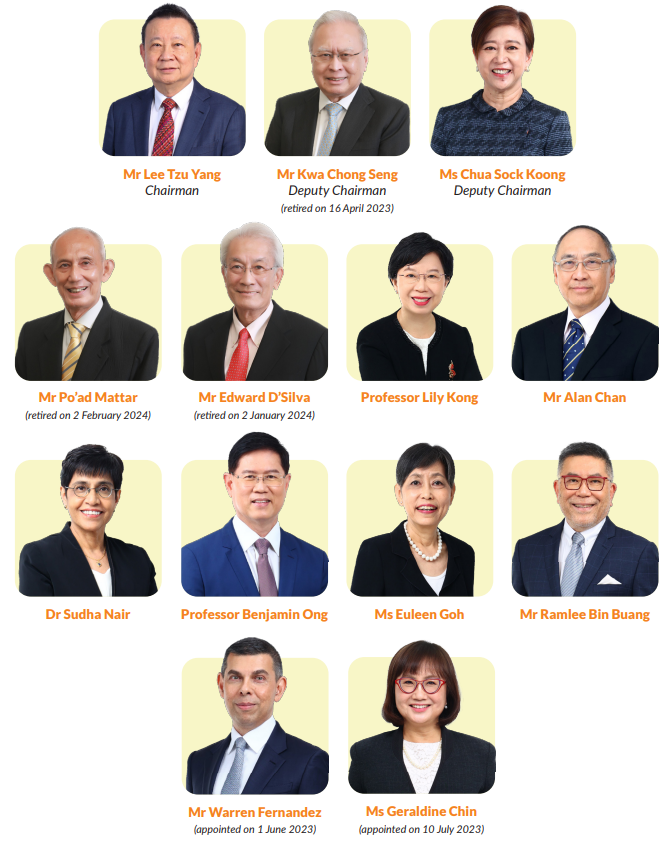 Mr Lee Tzu Yang
Chairman
Mr Kwa Chong Seng
Deputy Chairman
(retired on 16 April 2023)
Ms Chua Sock Koong
Deputy Chairman
Mr Po'ad Mattar
(retired on 2 February 2024)
Mr Edward D'Silva
(retired on 2 January 2024)
Professor Lily Kong
Mr Alan Chan
Dr Sudha Nair
Professor Benjamin Ong
Ms Euleen Goh
Mr Ramlee Bin Buang
Mr Warren Fernandez
(appointed on 1 June 2023)
Ms Geraldine Chin
(appointed on 10 July 2023)